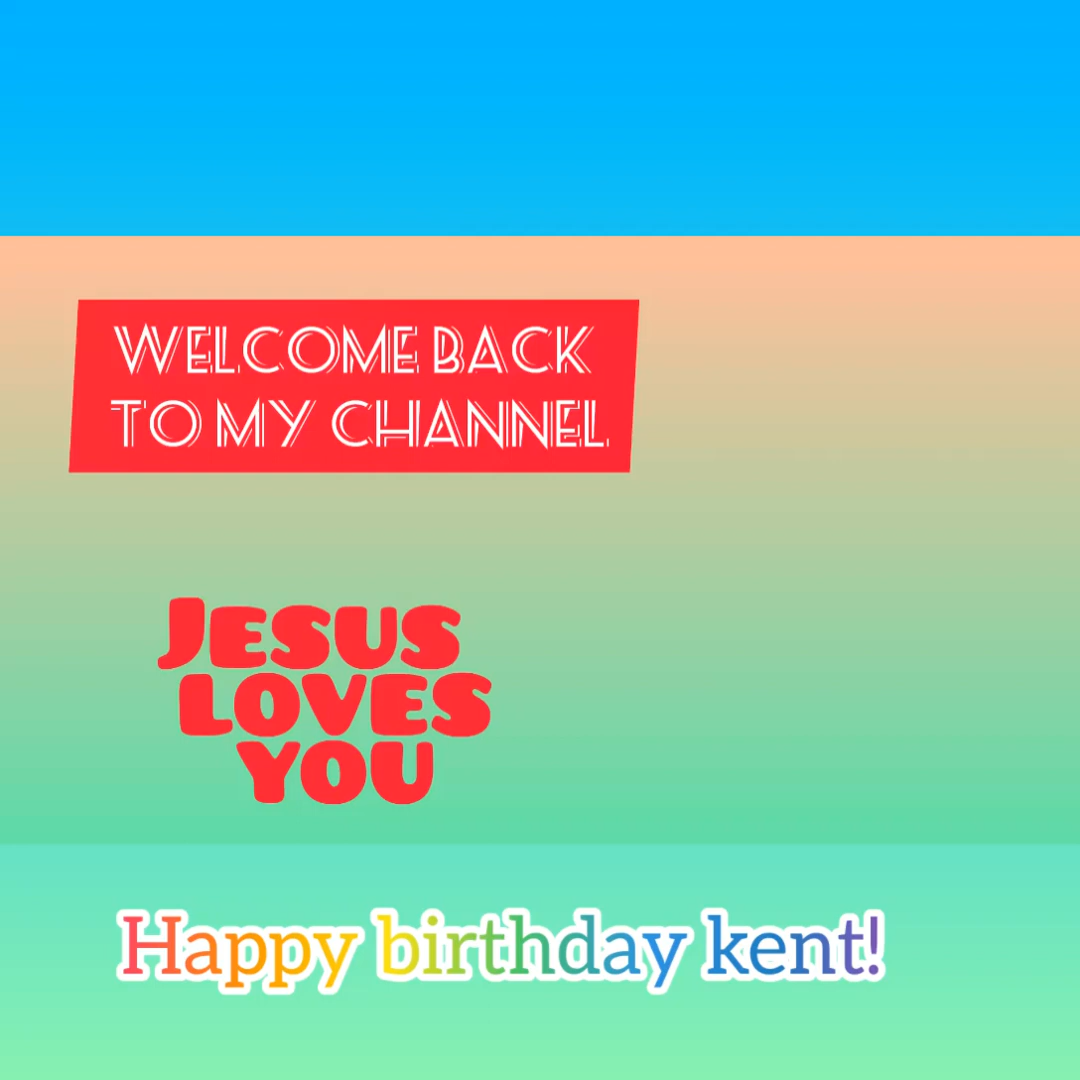 WELCOME BACK
TO MY CHANNEL
JESUS
LOVES
YOU
Happy birthday kent!